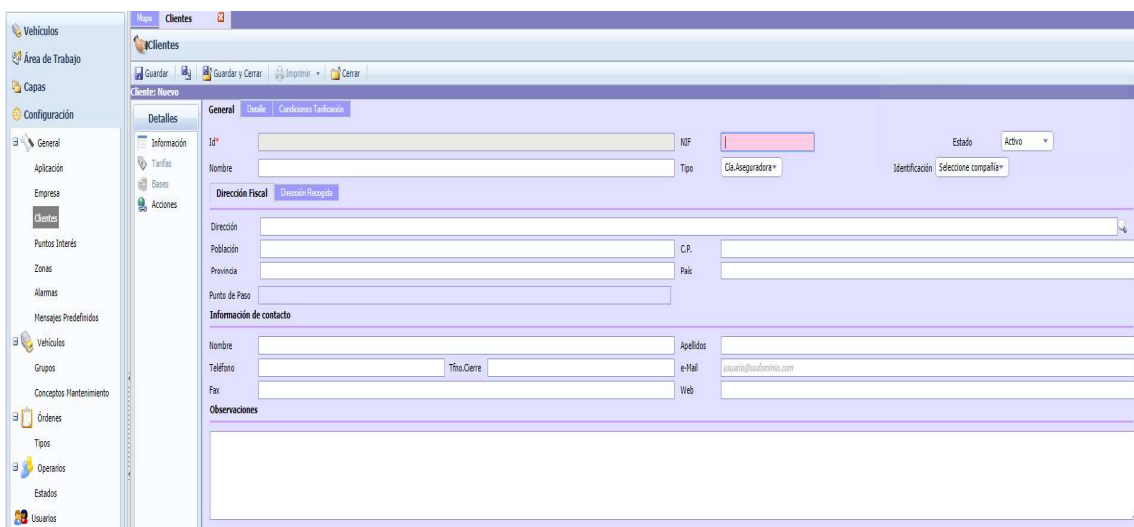 Vehículos
Área de Trabajo
Capas
Configuración
General
Aplicación
Empresa
Clientes
Puntos Interés
Zonas
Alarmas
Mensajes Predefinidos
Vehículos
Grupos
Conceptos Mantenimiento
Órdenes
Tipos
Operarios
Estados
Usuarios
Mapa Clientes
Clientes
Guardar Guardar y Cerrar Imprimir Cerrar
Cliente: Nuevo
Detalles
Información
Tarifas
Bases
Acciones
General Detalle Condiciones Tarificación
Id* NIF Estado Activo
Nombre Tipo Cía.Aseguradora Identificación Seleccione compañía
Dirección Fiscal Dirección Recogida
Dirección
Población C.P.
Provincia País
Punto de Paso
Información de contacto
Nombre Apellidos
Teléfono Tfno.Cierre e-Mail usuario@sudominio.com
Fax Web
Observaciones